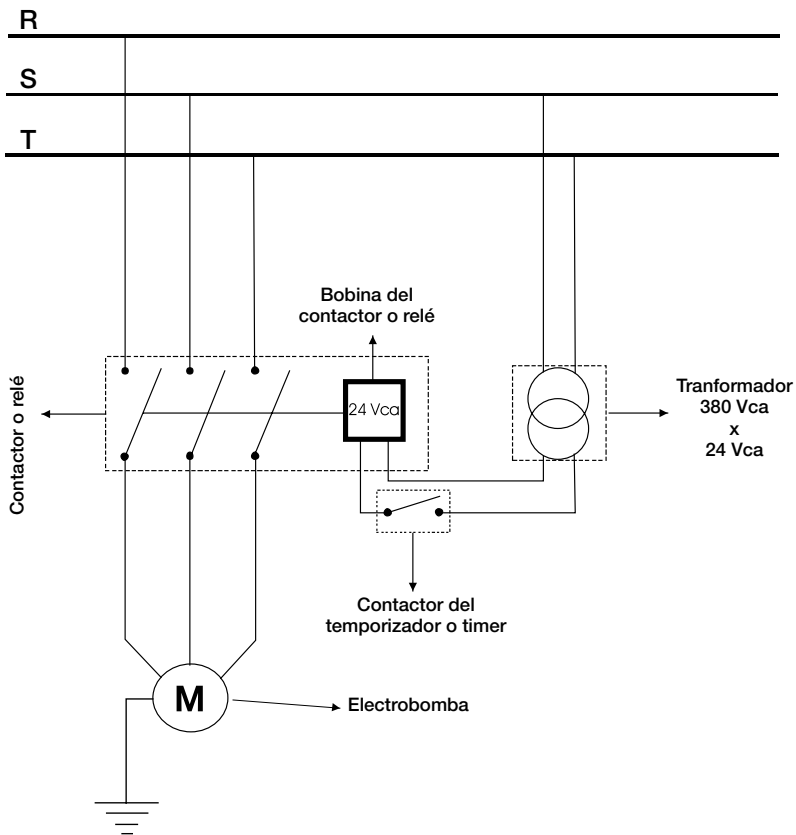 R
S
T
Bobina del
contactor o relé
24 Vca
Contactor o relé
Tranformador
380 Vca
x
24 Vca
Contactor del
temporizador o timer
M
Electrobomba